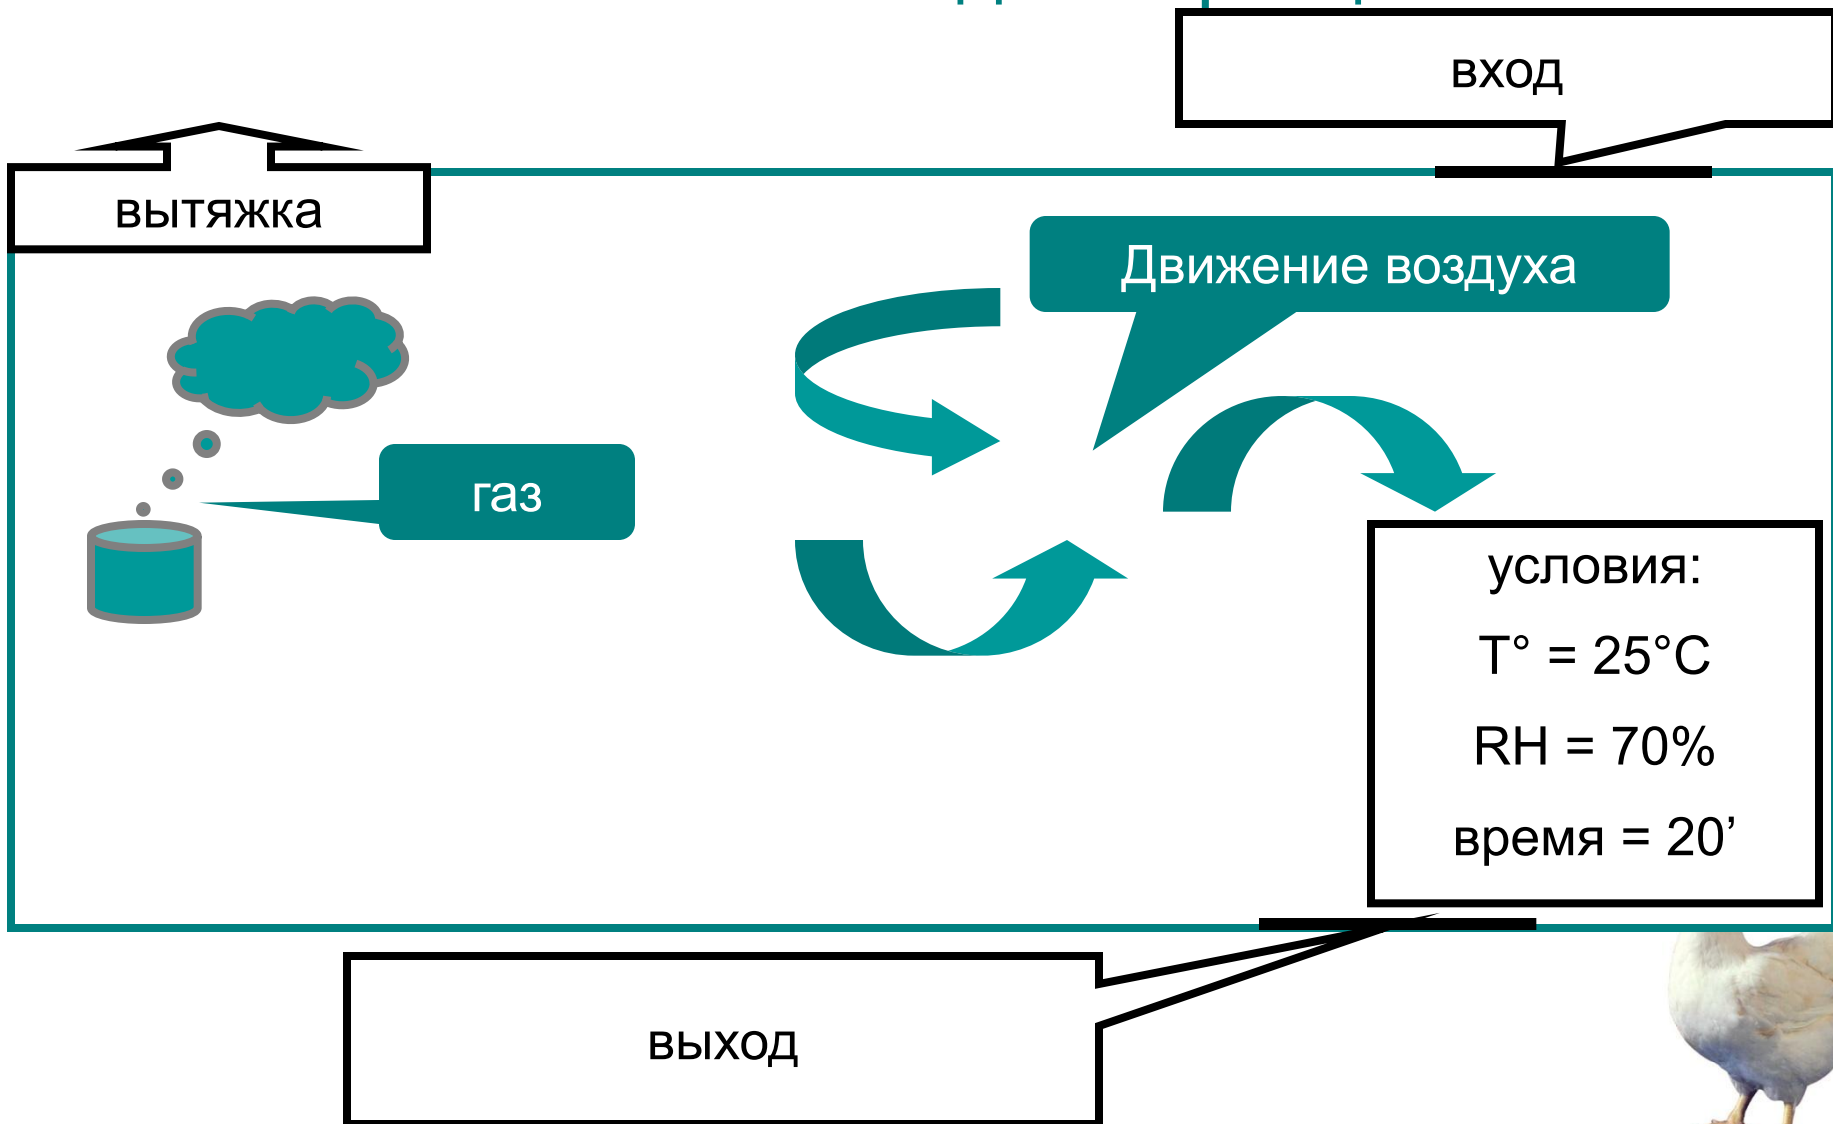 вход
вытяжка
Движение воздуха
газ
условия:
T° = 25°C
RH = 70%
время = 20’
выход